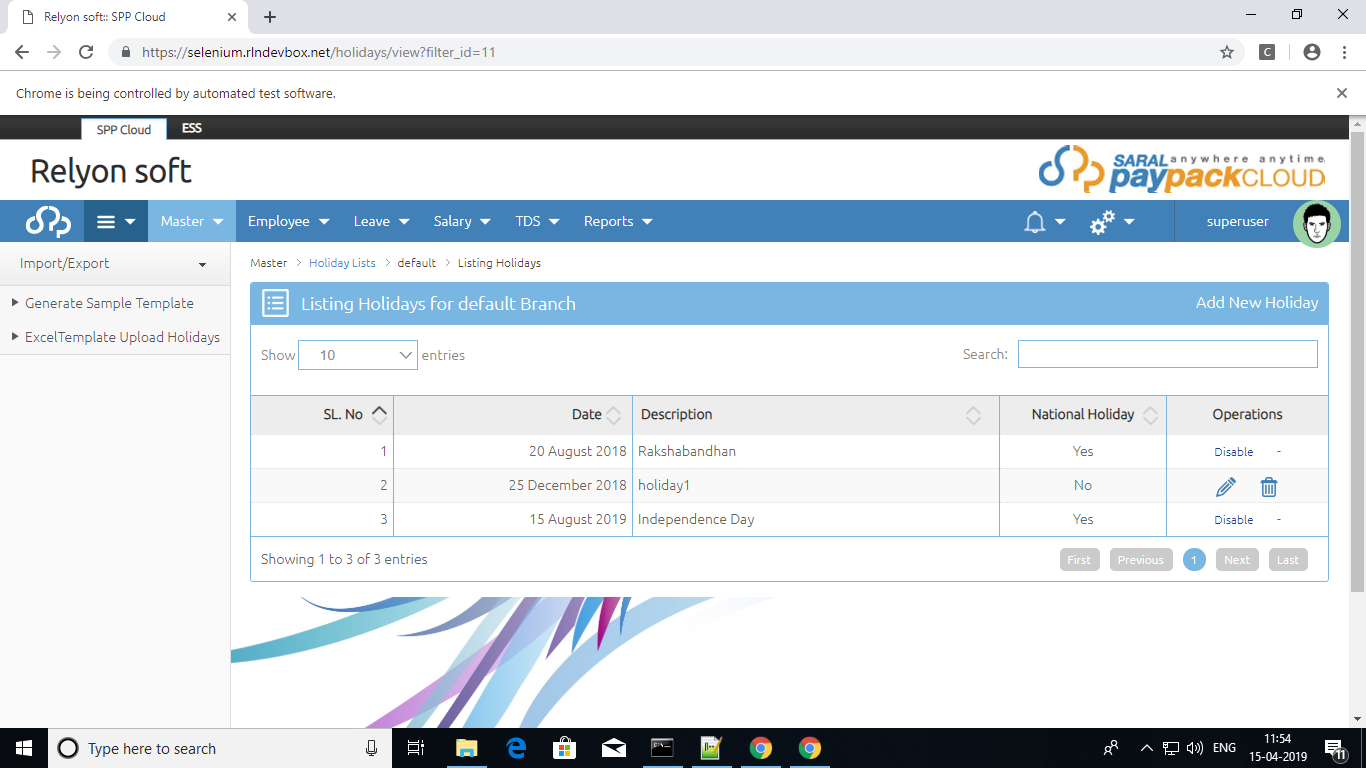 Relyon soft:: SPP Cloud
https://selenium.rlndevbox.net/holidays/view?filter_id=11
C
Chrome is being controlled by automated test software.
SPP Cloud ESS
Relyon soft
SARAL anywhere anytime
paypackCLOUD
Master Employee Leave Salary TDS Reports superuser
Import/Export
Generate Sample Template
ExcelTemplate Upload Holidays
Master > Holiday Lists > default > Listing Holidays
Listing Holidays for default Branch Add New Holiday
Show 10 entries Search:
SL. No Date Description National Holiday Operations
1 20 August 2018 Rakshabandhan Yes Disable -
2 25 December 2018 holiday1 No
3 15 August 2019 Independence Day Yes Disable -
Showing 1 to 3 of 3 entries First Previous 1 Next Last
Type here to search
ENG
11:54
15-04-2019
11